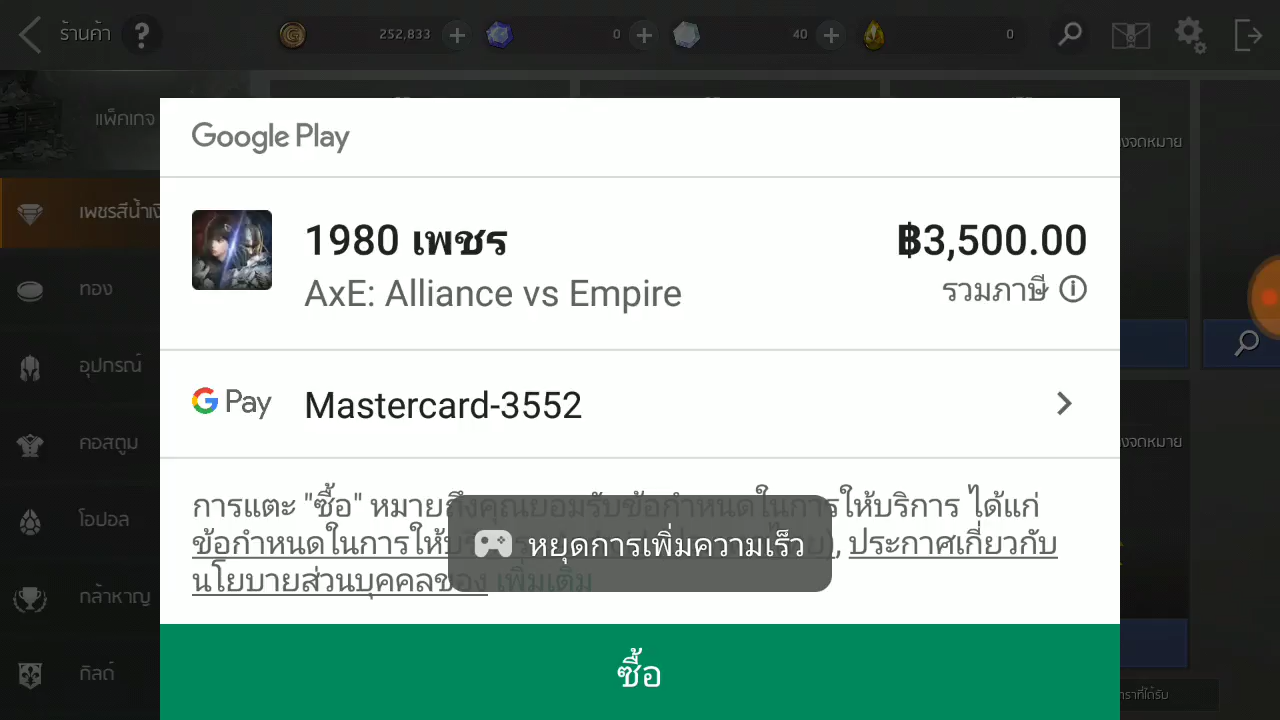 ร้านค้า ? 252,833 0 40 0
แพ็คเกจ
Google Play
งจดหมาย
1980 เพชร ฿3,500.00
เพชรสีน้ำเงิ
AxE: Alliance vs Empire รวมภาษี
ทอง
อุปกรณ์
G Pay Mastercard-3552
คอสตูม
งจดหมาย
การแตะ "ซื้อ" หมายถึงคุณยอมรับข้อกำหนดในการให้บริการ ได้แก่
โอปอล
ข้อกำหนดในการให้บ ), ประกาศเกี่ยวกับ
หยุดการเพิ่มความเร็ว
นโยบายส่วนบุคคลของ เพิ่มเติม
กล้าหาญ
กิลด์
ซื้อ
ราที่ได้รับ